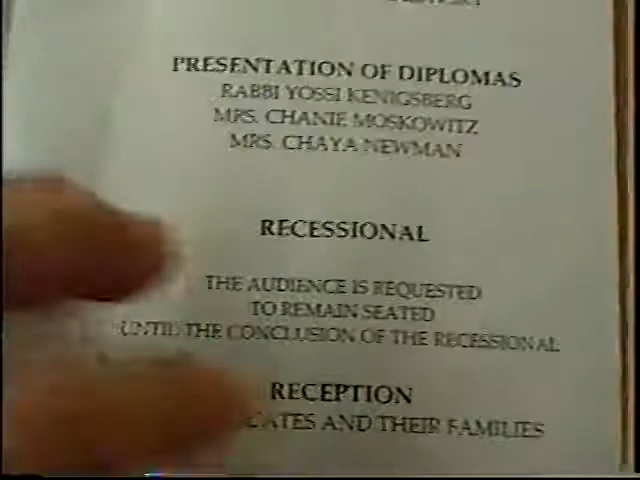 PRESENTATION OF DIPLOMAS
RABBI YOSSI KENIGSBERG
MRS. CHANIE MOSKOWITZ
MRS. CHAYA NEWMAN
RECESSIONAL
THE AUDIENCE IS REQUESTED
TO REMAIN SEATED
UNTIL THE CONCLUSION OF THE RECESSIONAL
RECEPTION
AND THEIR FAMILIES